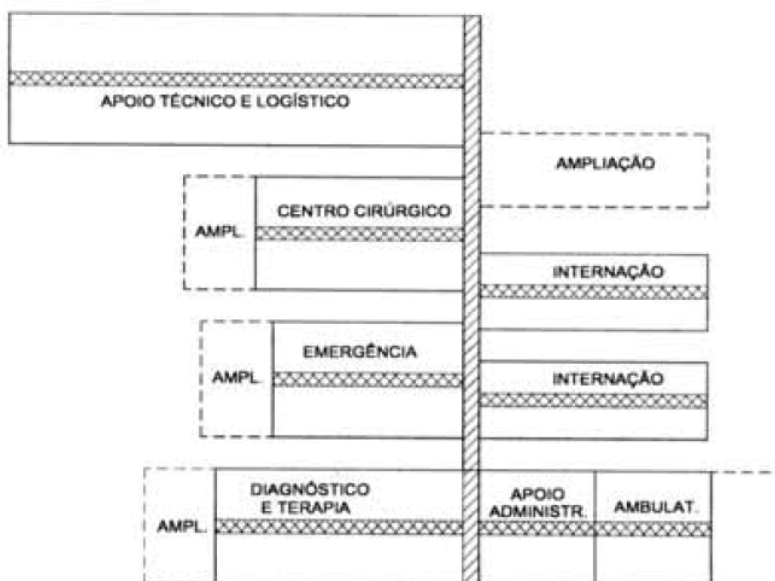 APOIO TÉCNICO E LOGÍSTICO
AMPLIAÇÃO
CENTRO CIRÚRGICO
AMPL.
INTERNAÇÃO
EMERGÊNCIA
AMPL.
INTERNAÇÃO
DIAGNÓSTICO
E TERAPIA
APOIO
ADMINISTR.
AMBULAT.
AMPL.